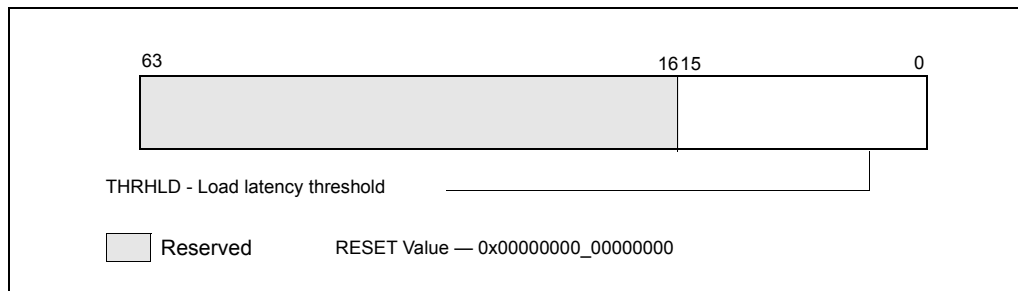 63 16 15 0
THRHLD - Load latency threshold
Reserved RESET Value — 0x00000000_00000000